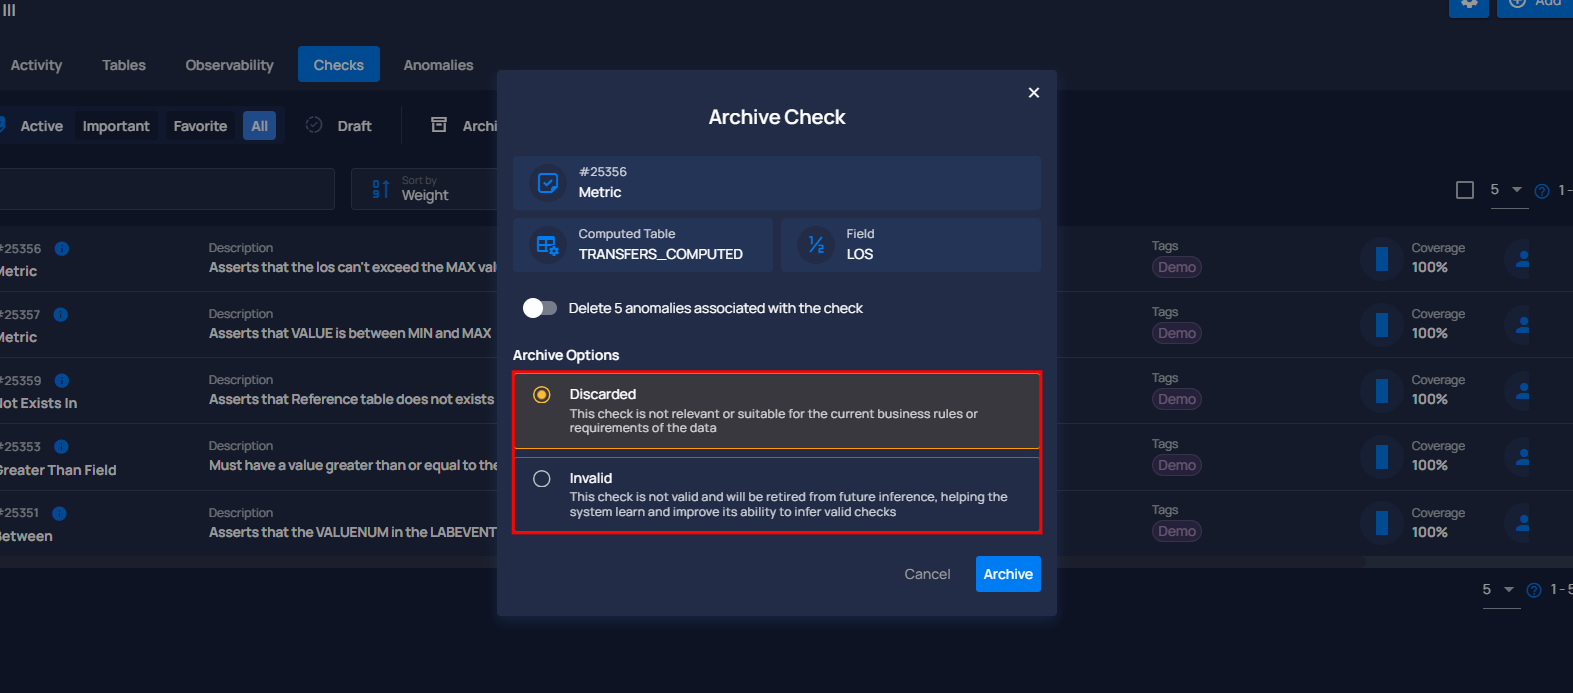 III
Add
Activity
Tables
Observability
Checks
Anomalies
Active
Important
Favorite
All
Draft
Archi
Sort by
Weight
5
1 -
#25356
Metric
Description
Asserts that the los can't exceed the MAX val
Tags
Demo
Coverage
100%
#25357
Metric
Description
Asserts that VALUE is between MIN and MAX
Tags
Demo
Coverage
100%
#25359
Not Exists In
Description
Asserts that Reference table does not exists
Tags
Demo
Coverage
100%
#25353
Greater Than Field
Description
Must have a value greater than or equal to the
Tags
Demo
Coverage
100%
#25351
Between
Description
Asserts that the VALUENUM in the LABEVENT
Tags
Demo
Coverage
100%
5
1 - 5
Archive Check
#25356
Metric
Computed Table
TRANSFERS_COMPUTED
Field
LOS
Delete 5 anomalies associated with the check
Archive Options
Discarded
This check is not relevant or suitable for the current business rules or
requirements of the data
Invalid
This check is not valid and will be retired from future inference, helping the
system learn and improve its ability to infer valid checks
Cancel
Archive